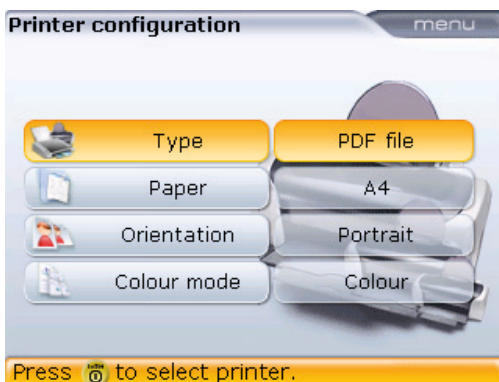 Printer configuration menu
Type PDF file
Paper A4
Orientation Portrait
Colour mode Colour
Press to select printer.